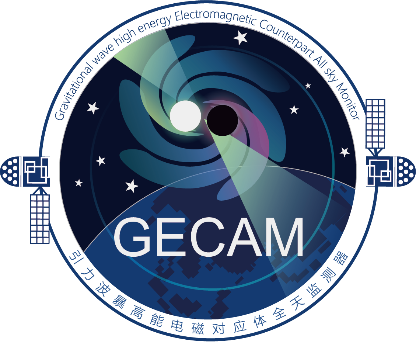 Gravitational wave high energy Electromagnetic Counterpart All sky Monitor
GECAM
引力波暴高能电磁对应体全天监测器